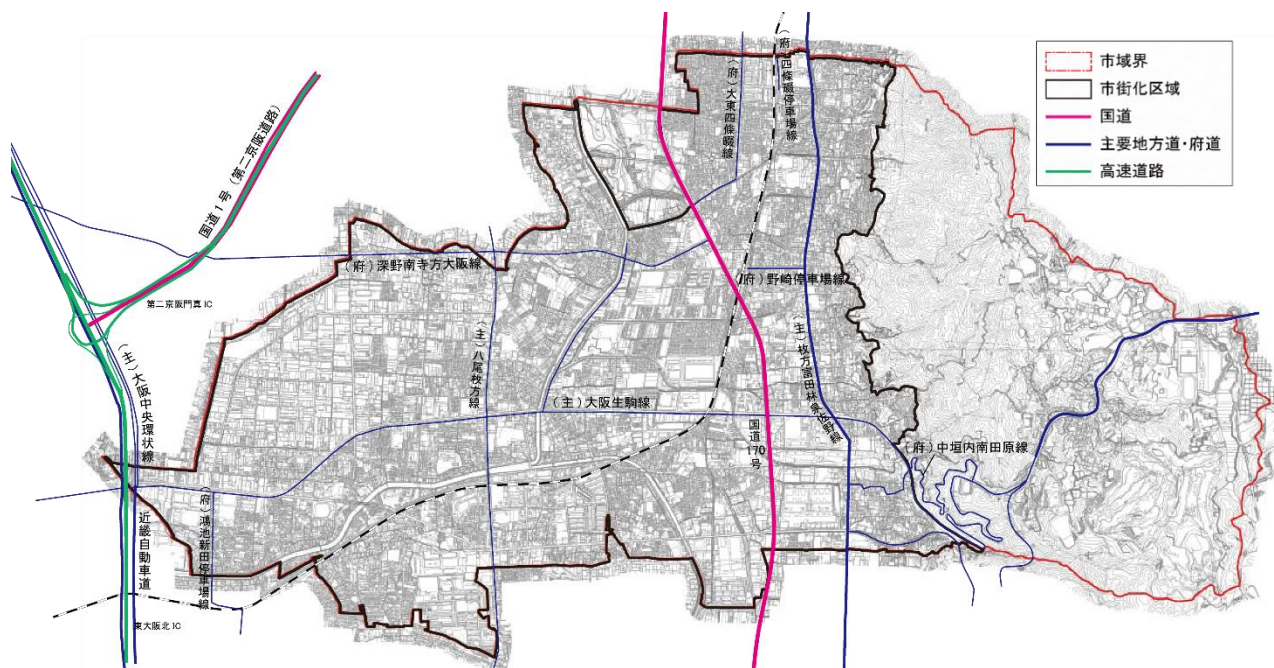 市域界
市街化区域
国道
主要地方道・府道
高速道路
国道1号（第二京阪道路）
（府）大東四條畷線
（府）四條畷停車場線
（府）深野南寺方大阪線
（府）野崎停車場線
第二京阪門真IC
（主）大阪中央環状線
（主）八尾枚方線
（主）枚方富田林泉佐野線
（主）大阪生駒線
国道170号
（府）中垣内南田原線
（府）鴻池新田停車場線
近畿自動車道
東大阪北IC